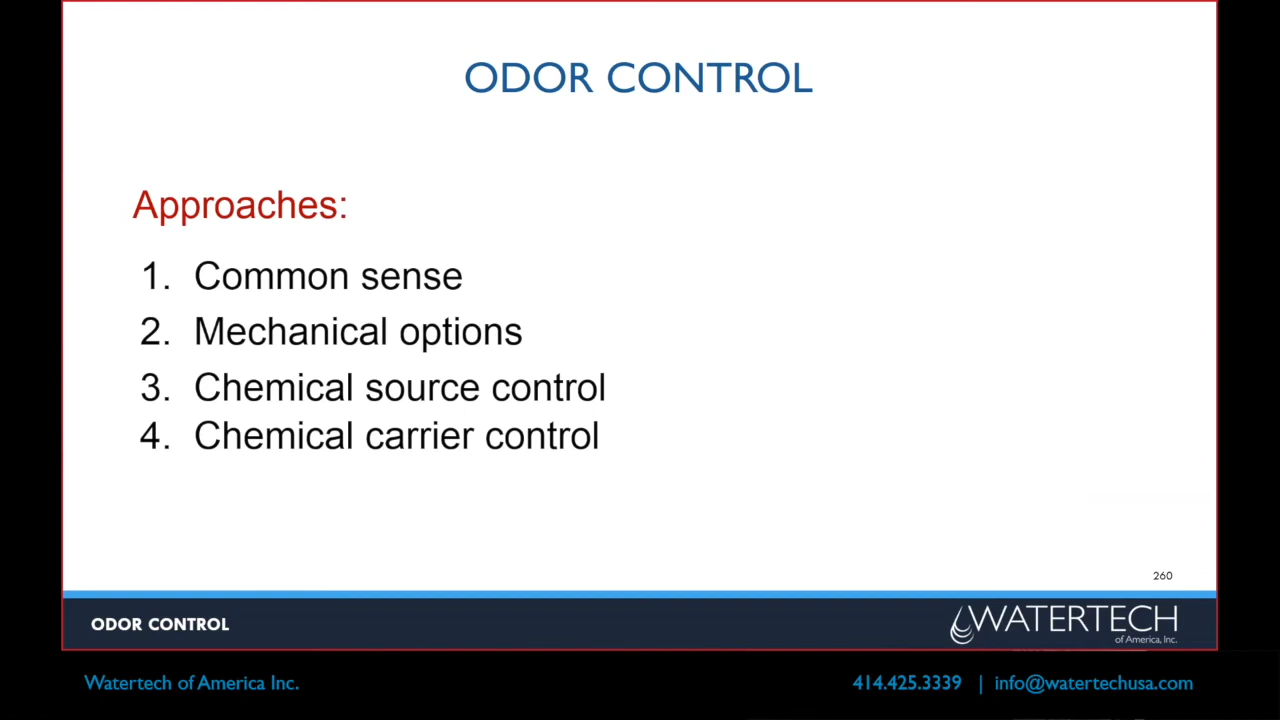 ODOR CONTROL
Approaches:
1. Common sense
2. Mechanical options
3. Chemical source control
4. Chemical carrier control
260
ODOR CONTROL
WATERTECH
of America, Inc.
Watertech of America Inc.
414.425.3339 | info@watertechusa.com